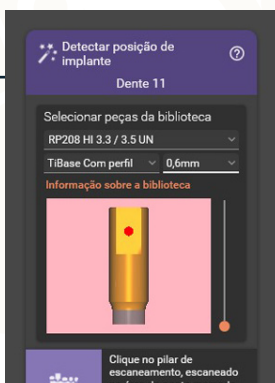 Detectar posição de
implante
Dente 11
Selecionar peças da biblioteca
RP208 HI 3.3 / 3.5 UN
TiBase Com perfil 0,6mm
Informação sobre a biblioteca
Clique no pilar de
escaneamento, escaneado